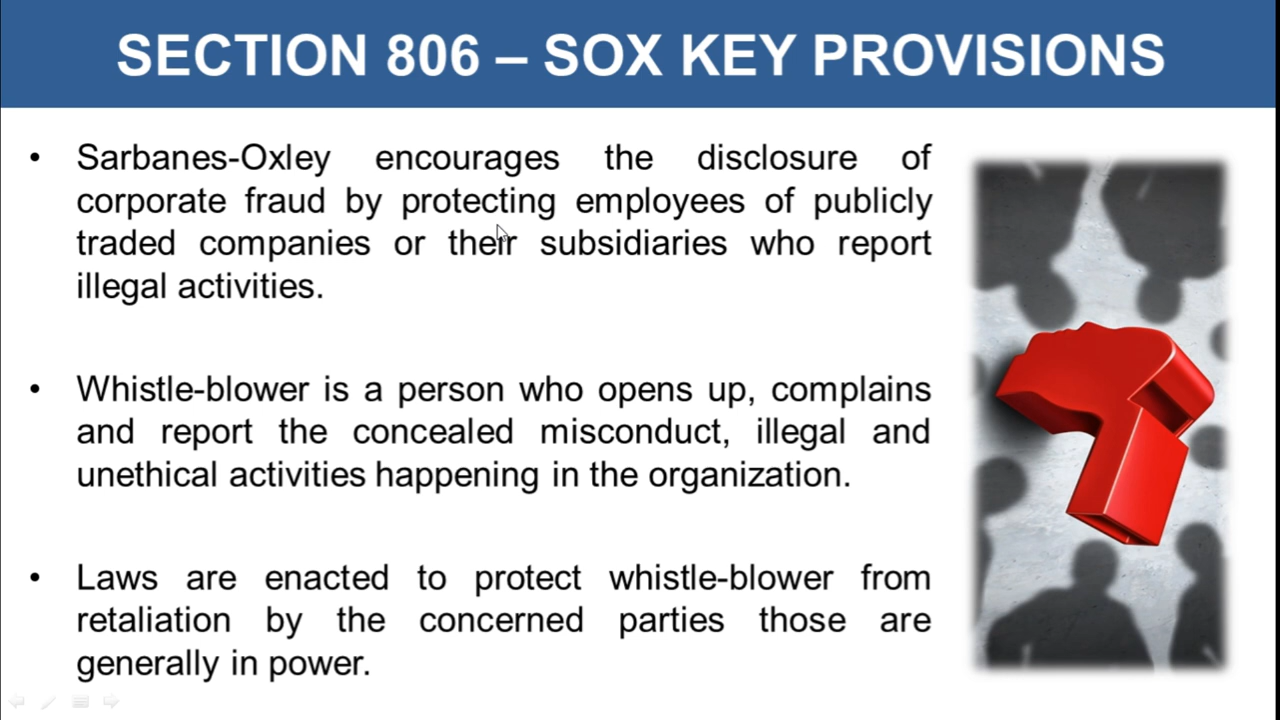 SECTION 806 – SOX KEY PROVISIONS
• Sarbanes-Oxley encourages the disclosure of
corporate fraud by protecting employees of publicly
traded companies or their subsidiaries who report
illegal activities.
• Whistle-blower is a person who opens up, complains
and report the concealed misconduct, illegal and
unethical activities happening in the organization.
• Laws are enacted to protect whistle-blower from
retaliation by the concerned parties those are
generally in power.